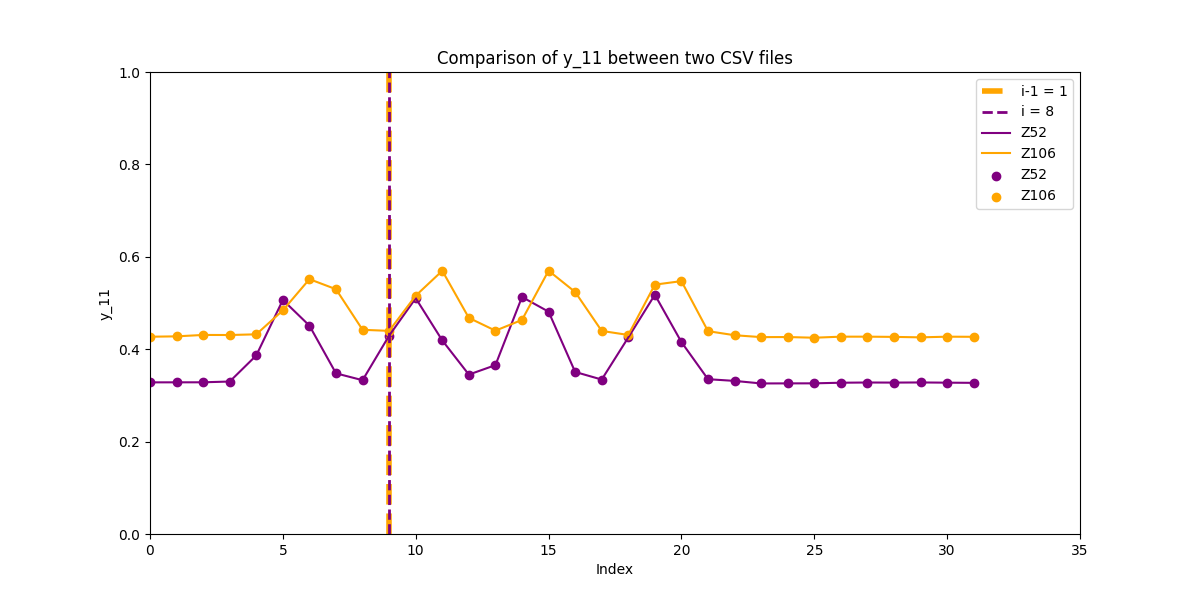 Comparison of y_11 between two CSV files
y_11
1.0
0.8
0.6
0.4
0.2
0.0
0 5 10 15 20 25 30 35
Index
i-1 = 1
i = 8
Z52
Z106
Z52
Z106